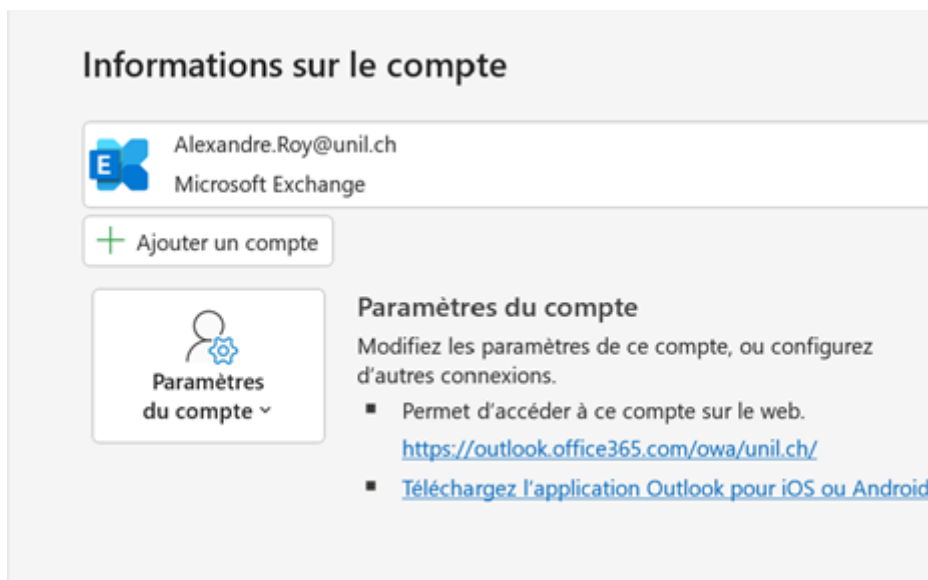 Informations sur le compte
E
Alexandre.Roy@unil.ch
Microsoft Exchange
Ajouter un compte
Paramètres
du compte
Paramètres du compte
Modifiez les paramètres de ce compte, ou configurez
d'autres connexions.
Permet d'accéder à ce compte sur le web.
https://outlook.office365.com/owa/unil.ch/
Téléchargez l'application Outlook pour iOS ou Android